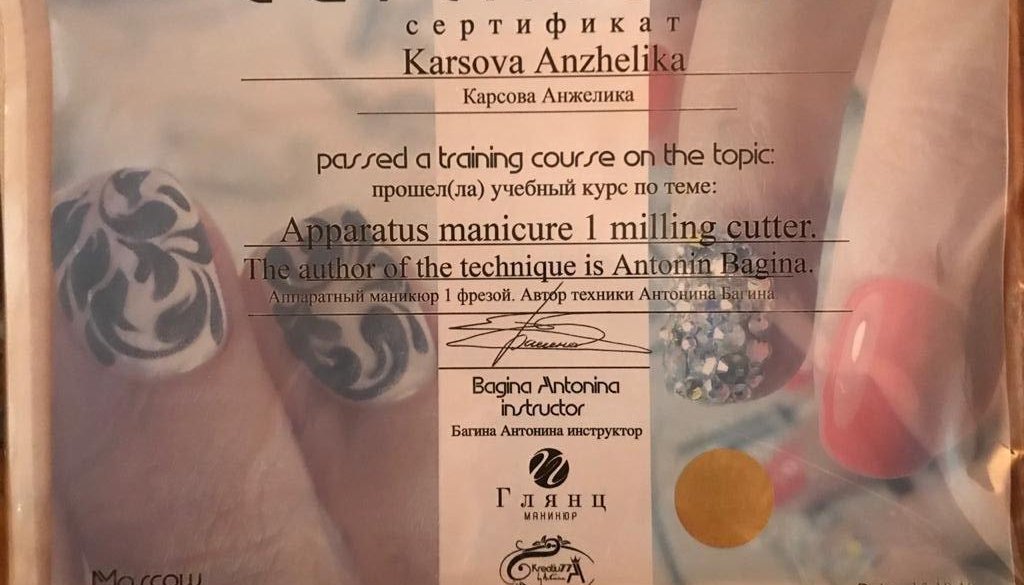 сертификат
Karsova Anzhelika
Карсова Анжелика
passed a training course on the topic:
прошел(ла) учебный курс по теме:
Apparatus manicure 1 milling cutter.
The author of the technique is Antonin Bagina.
Аппаратный маникюр 1 фрезой. Автор техники Антонина Багина
Bagina Antonina
instructor
Багина Антонина инструктор
Глянц
МАНИКЮР
Moscow